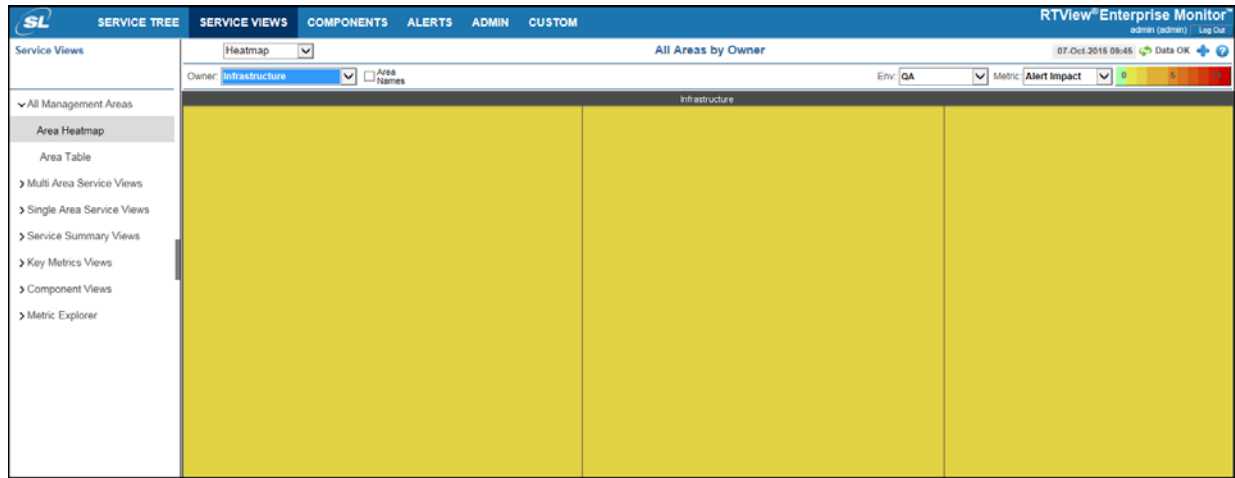 SL SERVICE TREE SERVICE VIEWS COMPONENTS ALERTS ADMIN CUSTOM RTView® Enterprise Monitor™
admin (admin) Log Out
Service Views Heatmap All Areas by Owner 07-Oct-2015 09:45 Data OK
Owner: Infrastructure Area Names Env: QA Metric: Alert Impact 0 5
Infrastructure
All Management Areas
Area Heatmap
Area Table
Multi Area Service Views
Single Area Service Views
Service Summary Views
Key Metrics Views
Component Views
Metric Explorer